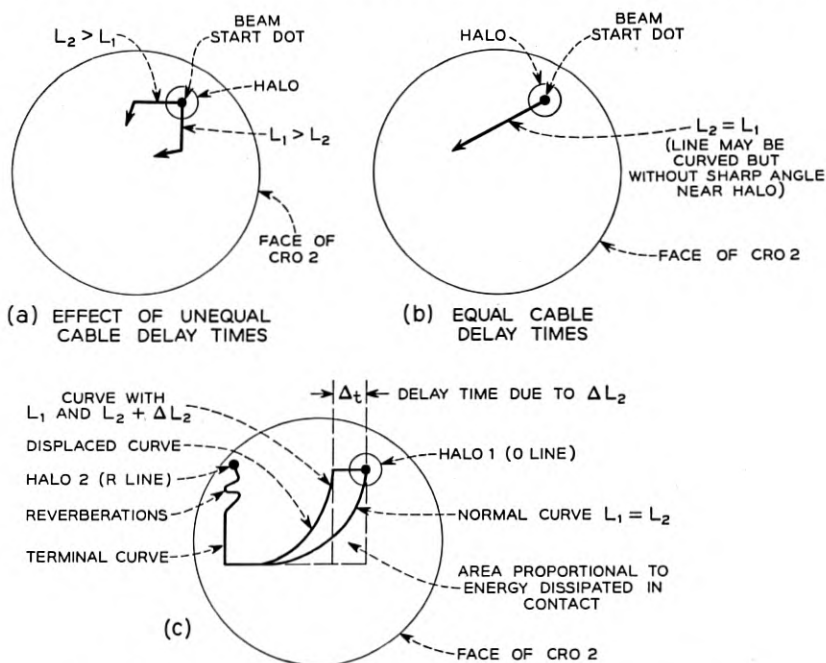 L2 > L1
BEAM
START DOT
HALO
L1 > L2
FACE OF
CRO 2
(a) EFFECT OF UNEQUAL
CABLE DELAY TIMES
BEAM
START DOT
HALO
L2 = L1
(LINE MAY BE
CURVED BUT
WITHOUT SHARP ANGLE
NEAR HALO)
FACE OF CRO 2
(b) EQUAL CABLE
DELAY TIMES
CURVE WITH
L1 AND L2 + ΔL2
DISPLACED CURVE
HALO 2 (R LINE)
REVERBERATIONS
TERMINAL CURVE
Δt
DELAY TIME DUE TO ΔL2
HALO 1 (O LINE)
NORMAL CURVE L1 = L2
AREA PROPORTIONAL TO
ENERGY DISSIPATED IN
CONTACT
FACE OF CRO 2
(c)